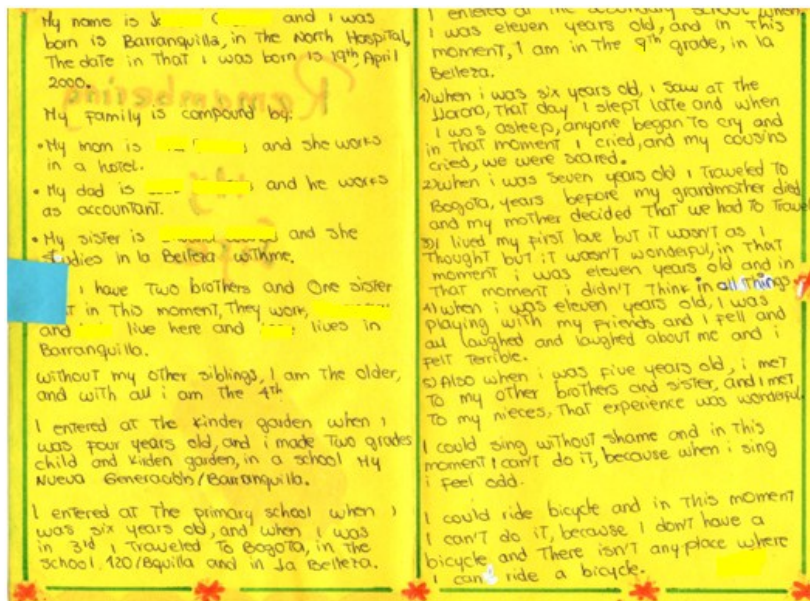 My name is and I was
born is Barranquilla, in the North Hospital,
The date in That I was born is 19th, April
2000.
My family is compound by:
• My mom is and she works
in a hotel.
• My dad is and he works
as accountant.
• My sister is and she
studies in la Belleza with me.
I have Two brothers and One sister
in this moment, They work,
and live here and lives in
Barranquilla.
without my other siblings, I am the older,
and with all i am the 4th
I entered at The kinder garden when i
was four years old, and i made Two grades
child and kinden garden, in a school My
Nueva Generación/Barranquilla.
I entered at the primary school when i
was six years old, and when i was
in 3rd i Traveled To Bogota, in the
school, 120/Bquilla and in la Belleza.
I entered at the secondary school when
I was eleven years old, and in This
moment, I am in the 9th grade, in la
Belleza.
1) when i was six years old, i saw at the
llorona, That day I slept late and when
I was asleep, anyone began To cry and
in that moment I cried, and my cousins
cried, we were scared.
2) when i was seven years old i Traveled To
Bogota, years before my grandmother died
and my mother decided That we had to Travel
3) I lived my first love but it wasn't as I
Thought but it wasn't wonderful, in that
moment i was eleven years old and in
That moment i didn't Think in all Things
4) when i was eleven years old, I was
playing with my friends and I fell and
all laughed and laughed about me and i
felt Terrible.
5) Also when i was five years old, i met
To my other brothers and sister, and I met
To my nieces, That experience was wonderful.
I could sing without shame and in this
moment I can't do it, because when i sing
i feel odd.
I could ride bicycle and in This moment
I can't do it, because I don't have a
bicycle and There isn't any place where
I can ride a bicycle.
Remembering
My
Life